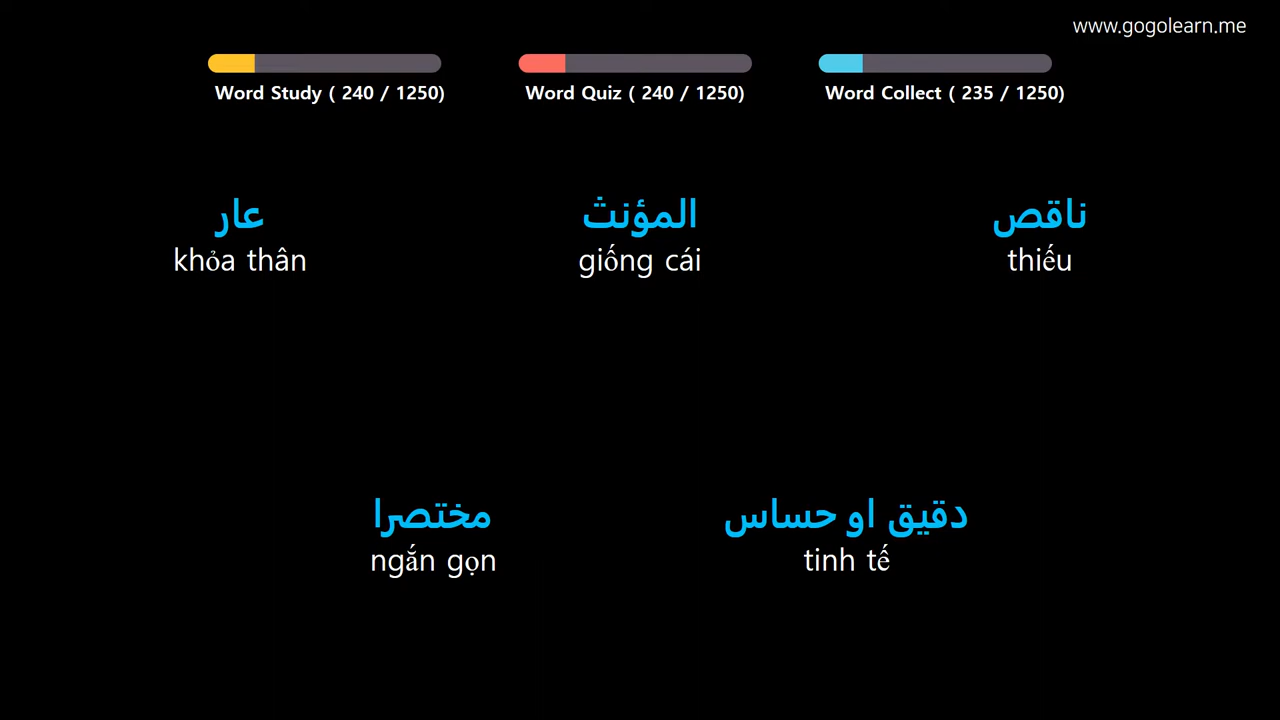 www.gogolearn.me
Word Study ( 240 / 1250)
Word Quiz ( 240 / 1250)
Word Collect ( 235 / 1250)
عار
khỏa thân
المؤنث
giống cái
ناقص
thiếu
مختصرا
ngắn gọn
دقيق او حساس
tinh tế